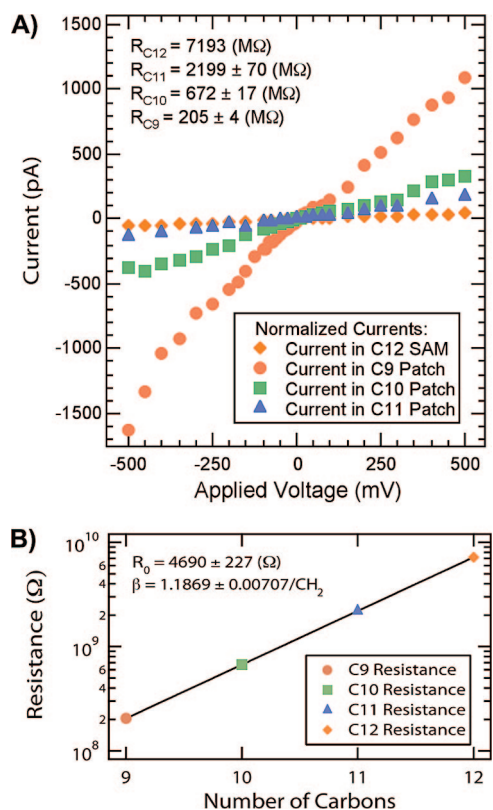 A)
R_C12 = 7193 (MΩ)
R_C11 = 2199 ± 70 (MΩ)
R_C10 = 672 ± 17 (MΩ)
R_C9 = 205 ± 4 (MΩ)
1000
500
0
-500
-1000
-1500
Current (pA)
Normalized Currents:
Current in C12 SAM
Current in C9 Patch
Current in C10 Patch
Current in C11 Patch
-500 -250 0 250 500
Applied Voltage (mV)
B)
R_0 = 4690 ± 227 (Ω)
β = 1.1869 ± 0.00707/CH_2
10^10
6
4
2
10^9
6
4
2
10^8
Resistance (Ω)
C9 Resistance
C10 Resistance
C11 Resistance
C12 Resistance
9 10 11 12
Number of Carbons